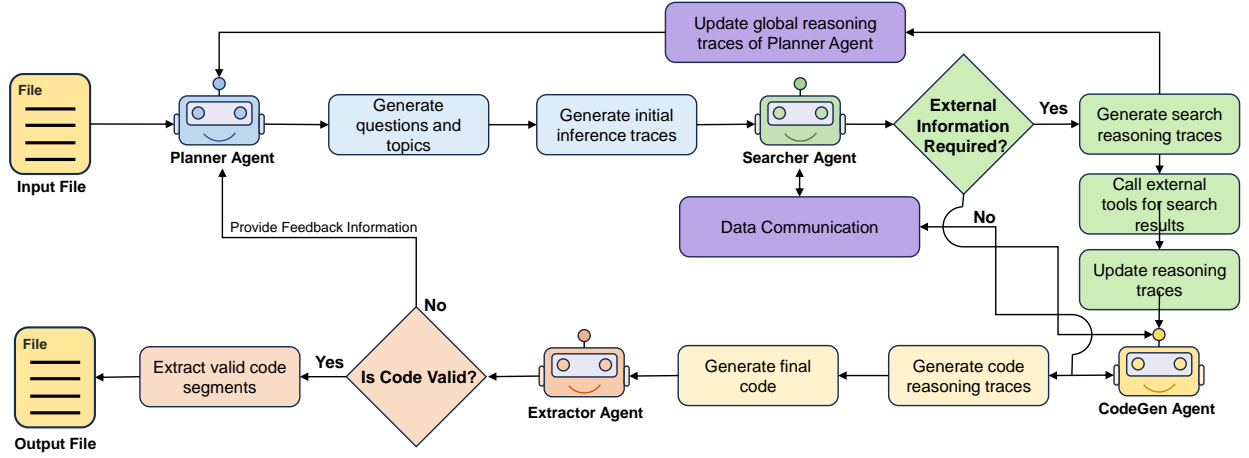 Update global reasoning
traces of Planner Agent
File
Input File
Planner Agent
Generate
questions and
topics
Generate initial
inference traces
Searcher Agent
External
Information
Required?
Yes
Generate search
reasoning traces
Call external
tools for search
results
Update reasoning
traces
No
Data Communication
Provide Feedback Information
No
File
Output File
Extract valid code
segments
Yes
Is Code Valid?
Extractor Agent
Generate final
code
Generate code
reasoning traces
CodeGen Agent